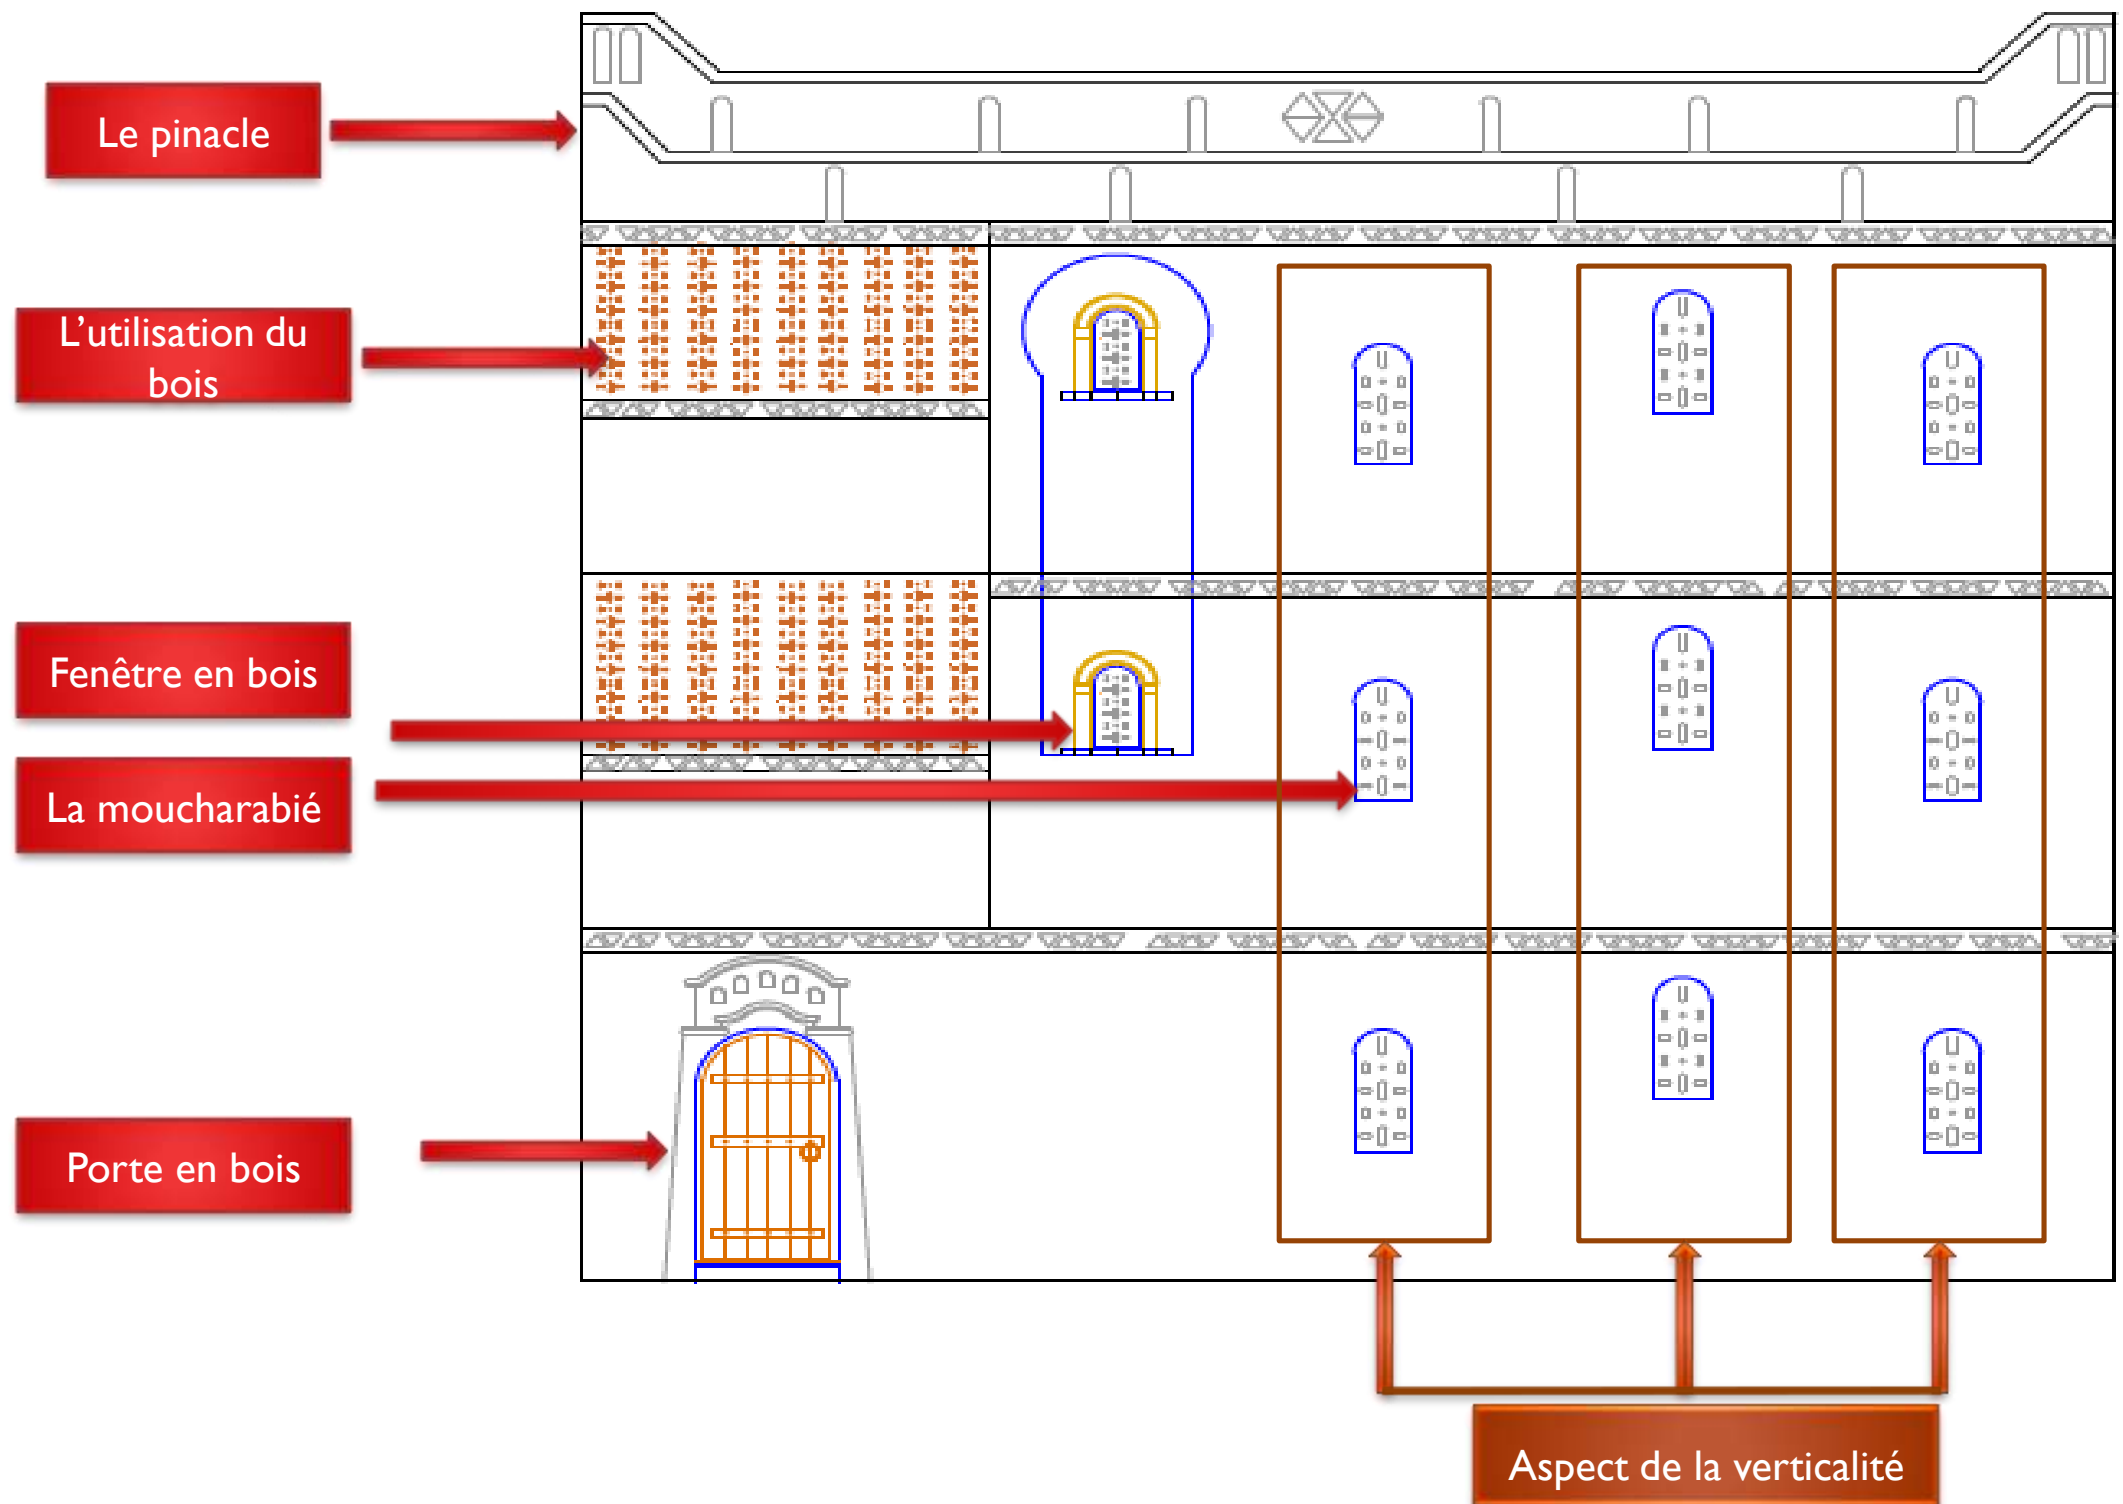 Le pinacle
L'utilisation du
bois
Fenêtre en bois
La moucharabié
Porte en bois
Aspect de la verticalité